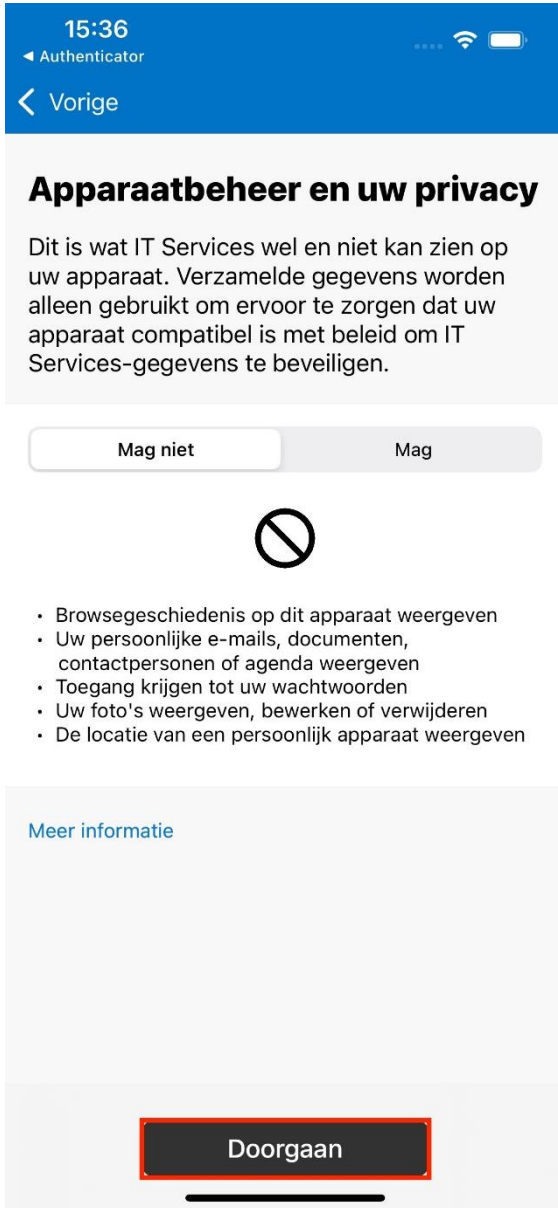 15:36
◀ Authenticator
Vorige
Apparaatbeheer en uw privacy
Dit is wat IT Services wel en niet kan zien op
uw apparaat. Verzamelde gegevens worden
alleen gebruikt om ervoor te zorgen dat uw
apparaat compatibel is met beleid om IT
Services-gegevens te beveiligen.
Mag niet Mag
• Browsegeschiedenis op dit apparaat weergeven
• Uw persoonlijke e-mails, documenten,
contactpersonen of agenda weergeven
• Toegang krijgen tot uw wachtwoorden
• Uw foto's weergeven, bewerken of verwijderen
• De locatie van een persoonlijk apparaat weergeven
Meer informatie
Doorgaan